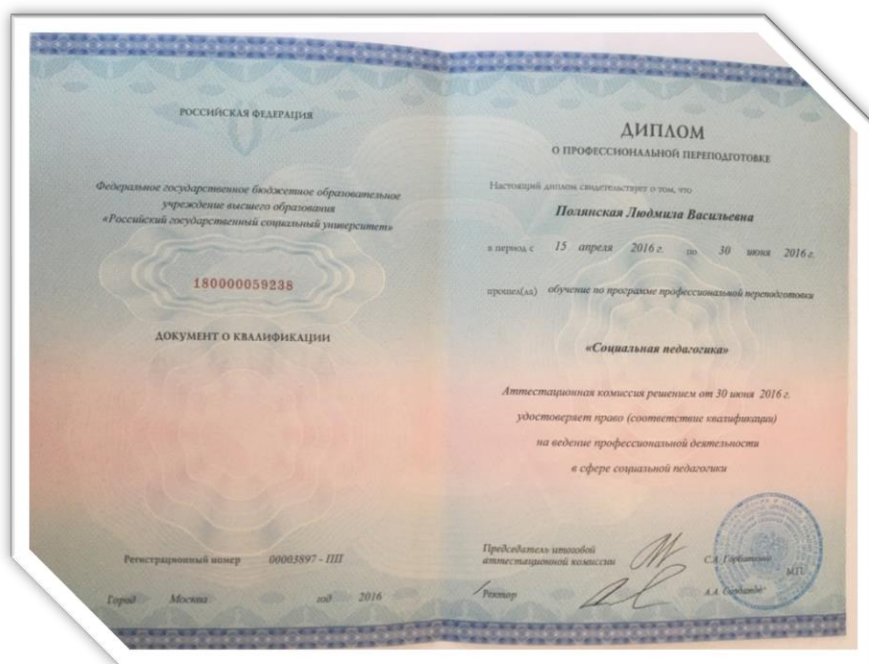 РОССИЙСКАЯ ФЕДЕРАЦИЯ
Федеральное государственное бюджетное образовательное
учреждение высшего образования
«Российский государственный социальный университет»
180000059238
ДОКУМЕНТ О КВАЛИФИКАЦИИ
Регистрационный номер 00003897 - ПП
Город Москва год 2016
ДИПЛОМ
О ПРОФЕССИОНАЛЬНОЙ ПЕРЕПОДГОТОВКЕ
Настоящий диплом свидетельствует о том, что
Полянская Людмила Васильевна
в период с 15 апреля 2016 г. по 30 июня 2016 г.
прошел(ла) обучение по программе профессиональной переподготовки
«Социальная педагогика»
Аттестационная комиссия решением от 30 июня 2016 г.
удостоверяет право (соответствие квалификации)
на ведение профессиональной деятельности
в сфере социальной педагогики
Председатель итоговой
аттестационной комиссии
М.П.
Ректор